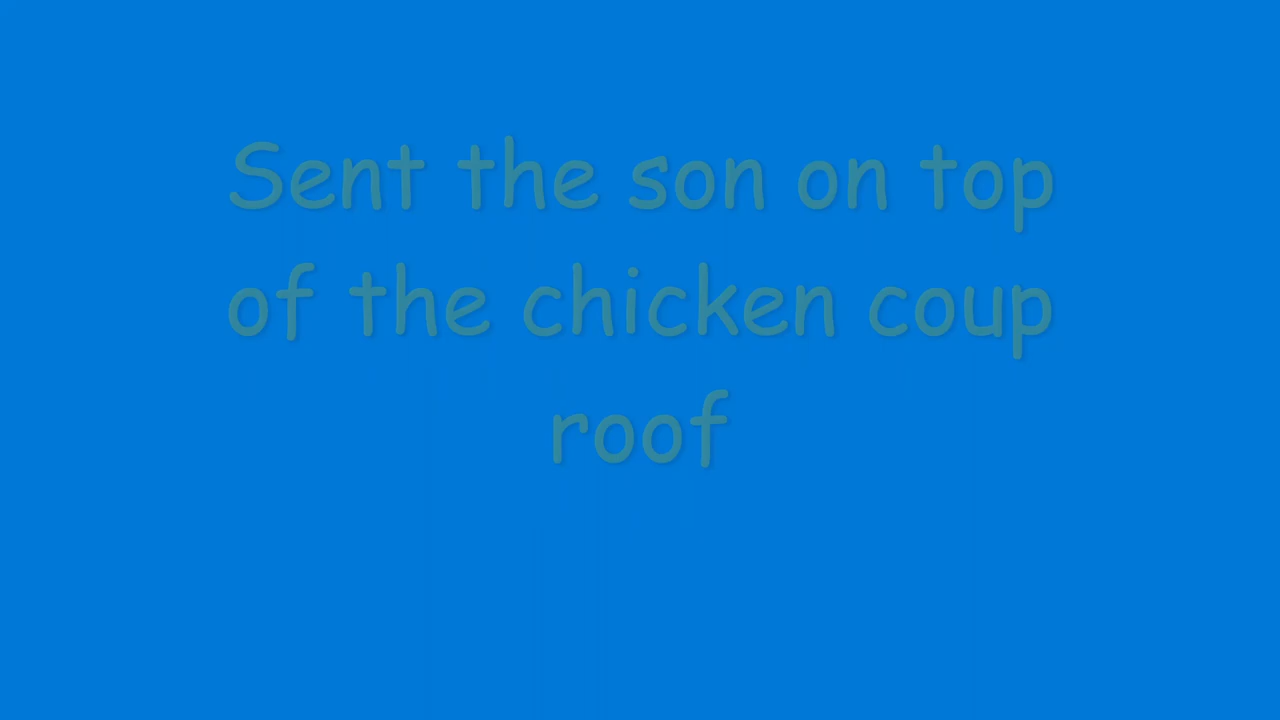 Sent the son on top
of the chicken coup
roof